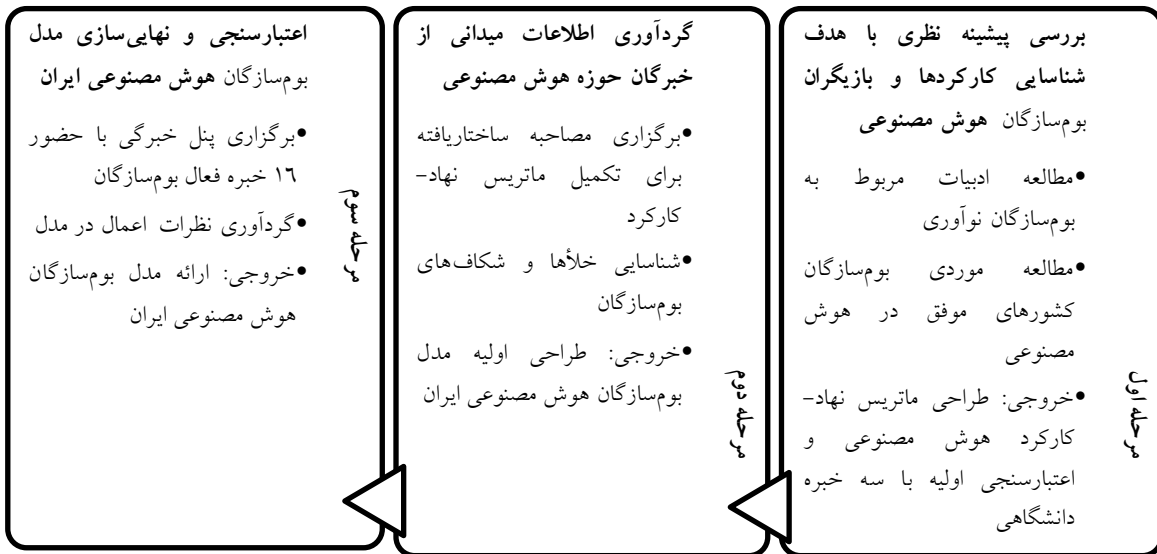 بررسی پیشینه نظری با هدف
شناسایی کارکردها و بازیگران
بوم‌سازگان هوش مصنوعی
•مطالعه ادبیات مربوط به
بوم‌سازگان نوآوری
•مطالعه موردی بوم‌سازگان
کشورهای موفق در هوش
مصنوعی
•خروجی: طراحی ماتریس نهاد-
کارکرد هوش مصنوعی و
اعتبارسنجی اولیه با سه خبره
دانشگاهی
مرحله اول
گردآوری اطلاعات میدانی از
خبرگان حوزه هوش مصنوعی
•برگزاری مصاحبه ساختاریافته
برای تکمیل ماتریس نهاد-
کارکرد
•شناسایی خلأها و شکاف‌های
بوم‌سازگان
•خروجی: طراحی اولیه مدل
بوم‌سازگان هوش مصنوعی ایران
مرحله دوم
اعتبارسنجی و نهایی‌سازی مدل
بوم‌سازگان هوش مصنوعی ایران
•برگزاری پنل خبرگی با حضور
۱۶ خبره فعال بوم‌سازگان
•گردآوری نظرات اعمال در مدل
•خروجی: ارائه مدل بوم‌سازگان
هوش مصنوعی ایران
مرحله سوم